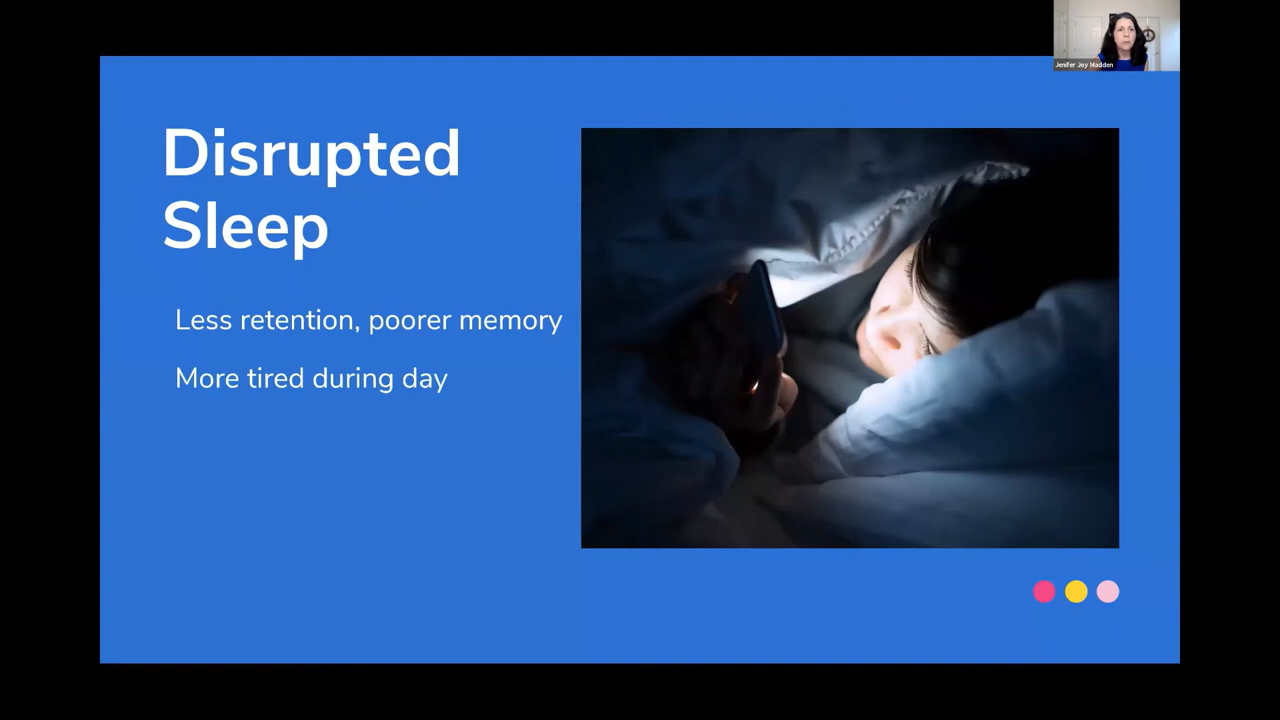 Jenifer Joy Madden
Disrupted
Sleep
Less retention, poorer memory
More tired during day